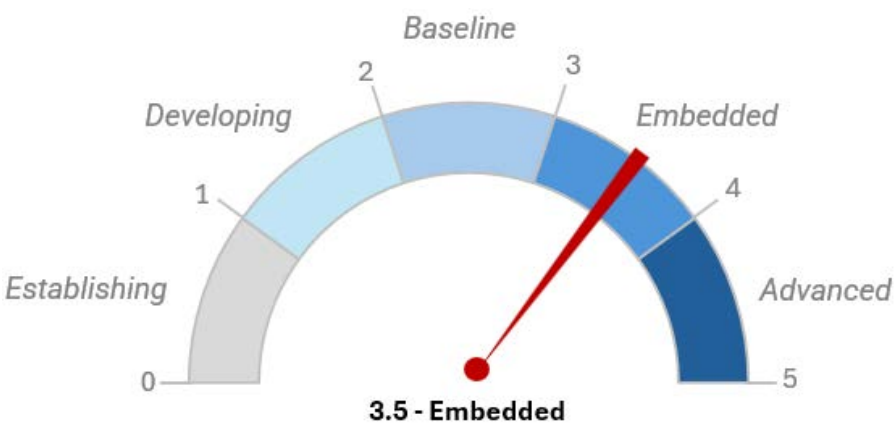 Baseline
2
3
Developing
Embedded
1
4
Establishing
Advanced
0
5
3.5 - Embedded